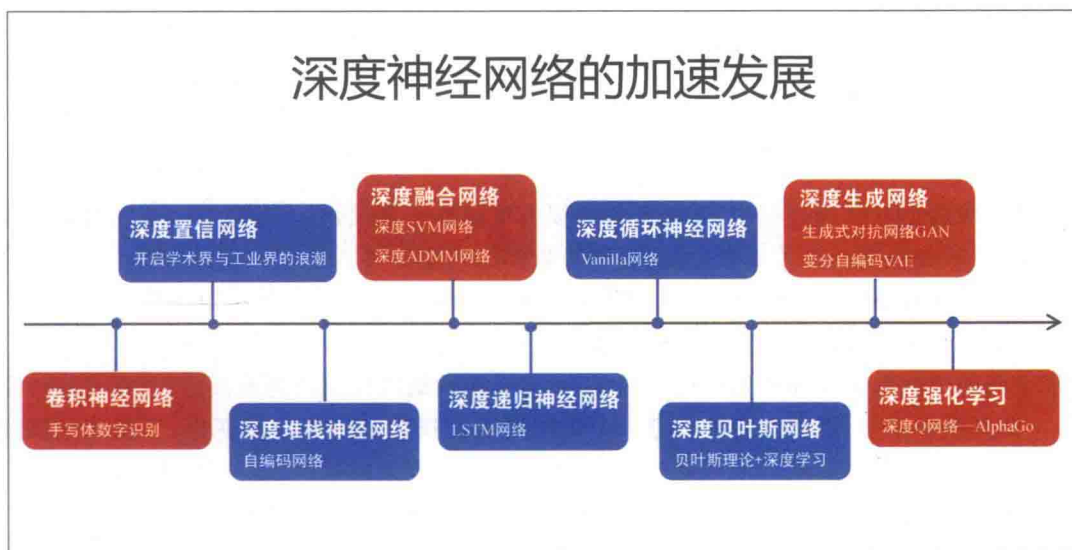 深度神经网络的加速发展
深度置信网络
开启学术界与工业界的浪潮
深度融合网络
深度SVM网络
深度ADMM网络
深度循环神经网络
Vanilla网络
深度生成网络
生成式对抗网络GAN
变分自编码VAE
卷积神经网络
手写体数字识别
深度堆栈神经网络
自编码网络
深度递归神经网络
LSTM网络
深度贝叶斯网络
贝叶斯理论+深度学习
深度强化学习
深度Q网络—AlphaGo